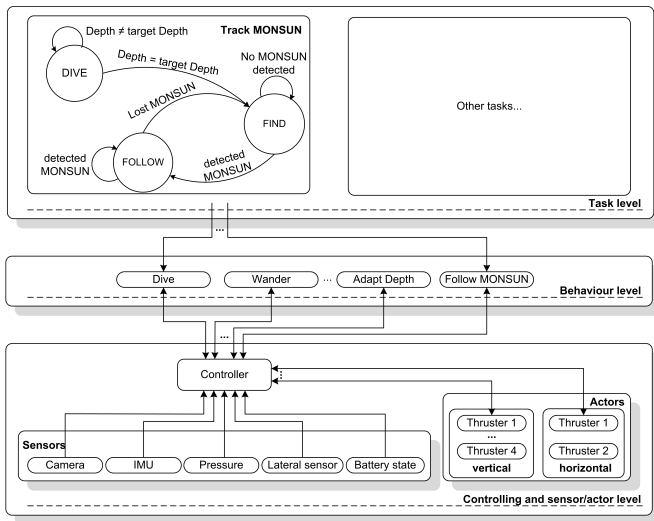 Depth ≠ target Depth
Track MONSUN
DIVE
Depth = target Depth
No MONSUN
detected
Lost MONSUN
FIND
FOLLOW
detected
MONSUN
detected
MONSUN
Other tasks...
Task level
...
Dive
Wander
...
Adapt Depth
Follow MONSUN
Behaviour level
...
Controller
...
Actors
Sensors
Camera
IMU
Pressure
Lateral sensor
Battery state
Thruster 1
...
Thruster 4
vertical
Thruster 1
Thruster 2
horizontal
Controlling and sensor/actor level